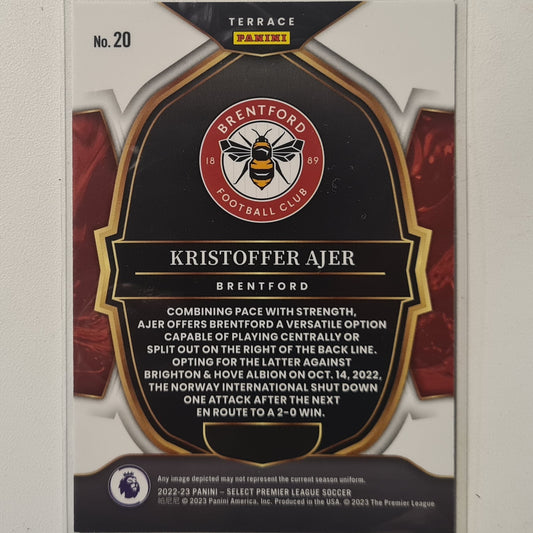 TERRACE
PANINI
No. 20
BRENTFORD
18 89
FOOTBALL CLUB
KRISTOFFER AJER
BRENTFORD
COMBINING PACE WITH STRENGTH,
AJER OFFERS BRENTFORD A VERSATILE OPTION
CAPABLE OF PLAYING CENTRALLY OR
SPLIT OUT ON THE RIGHT OF THE BACK LINE.
OPTING FOR THE LATTER AGAINST
BRIGHTON & HOVE ALBION ON OCT. 14, 2022,
THE NORWAY INTERNATIONAL SHUT DOWN
ONE ATTACK AFTER THE NEXT
EN ROUTE TO A 2-0 WIN.
Any image depicted may not represent the current season uniform.
2022-23 PANINI – SELECT PREMIER LEAGUE SOCCER
帕尼尼 © 2023 Panini America, Inc. Produced in the USA. © 2023 The Premier League